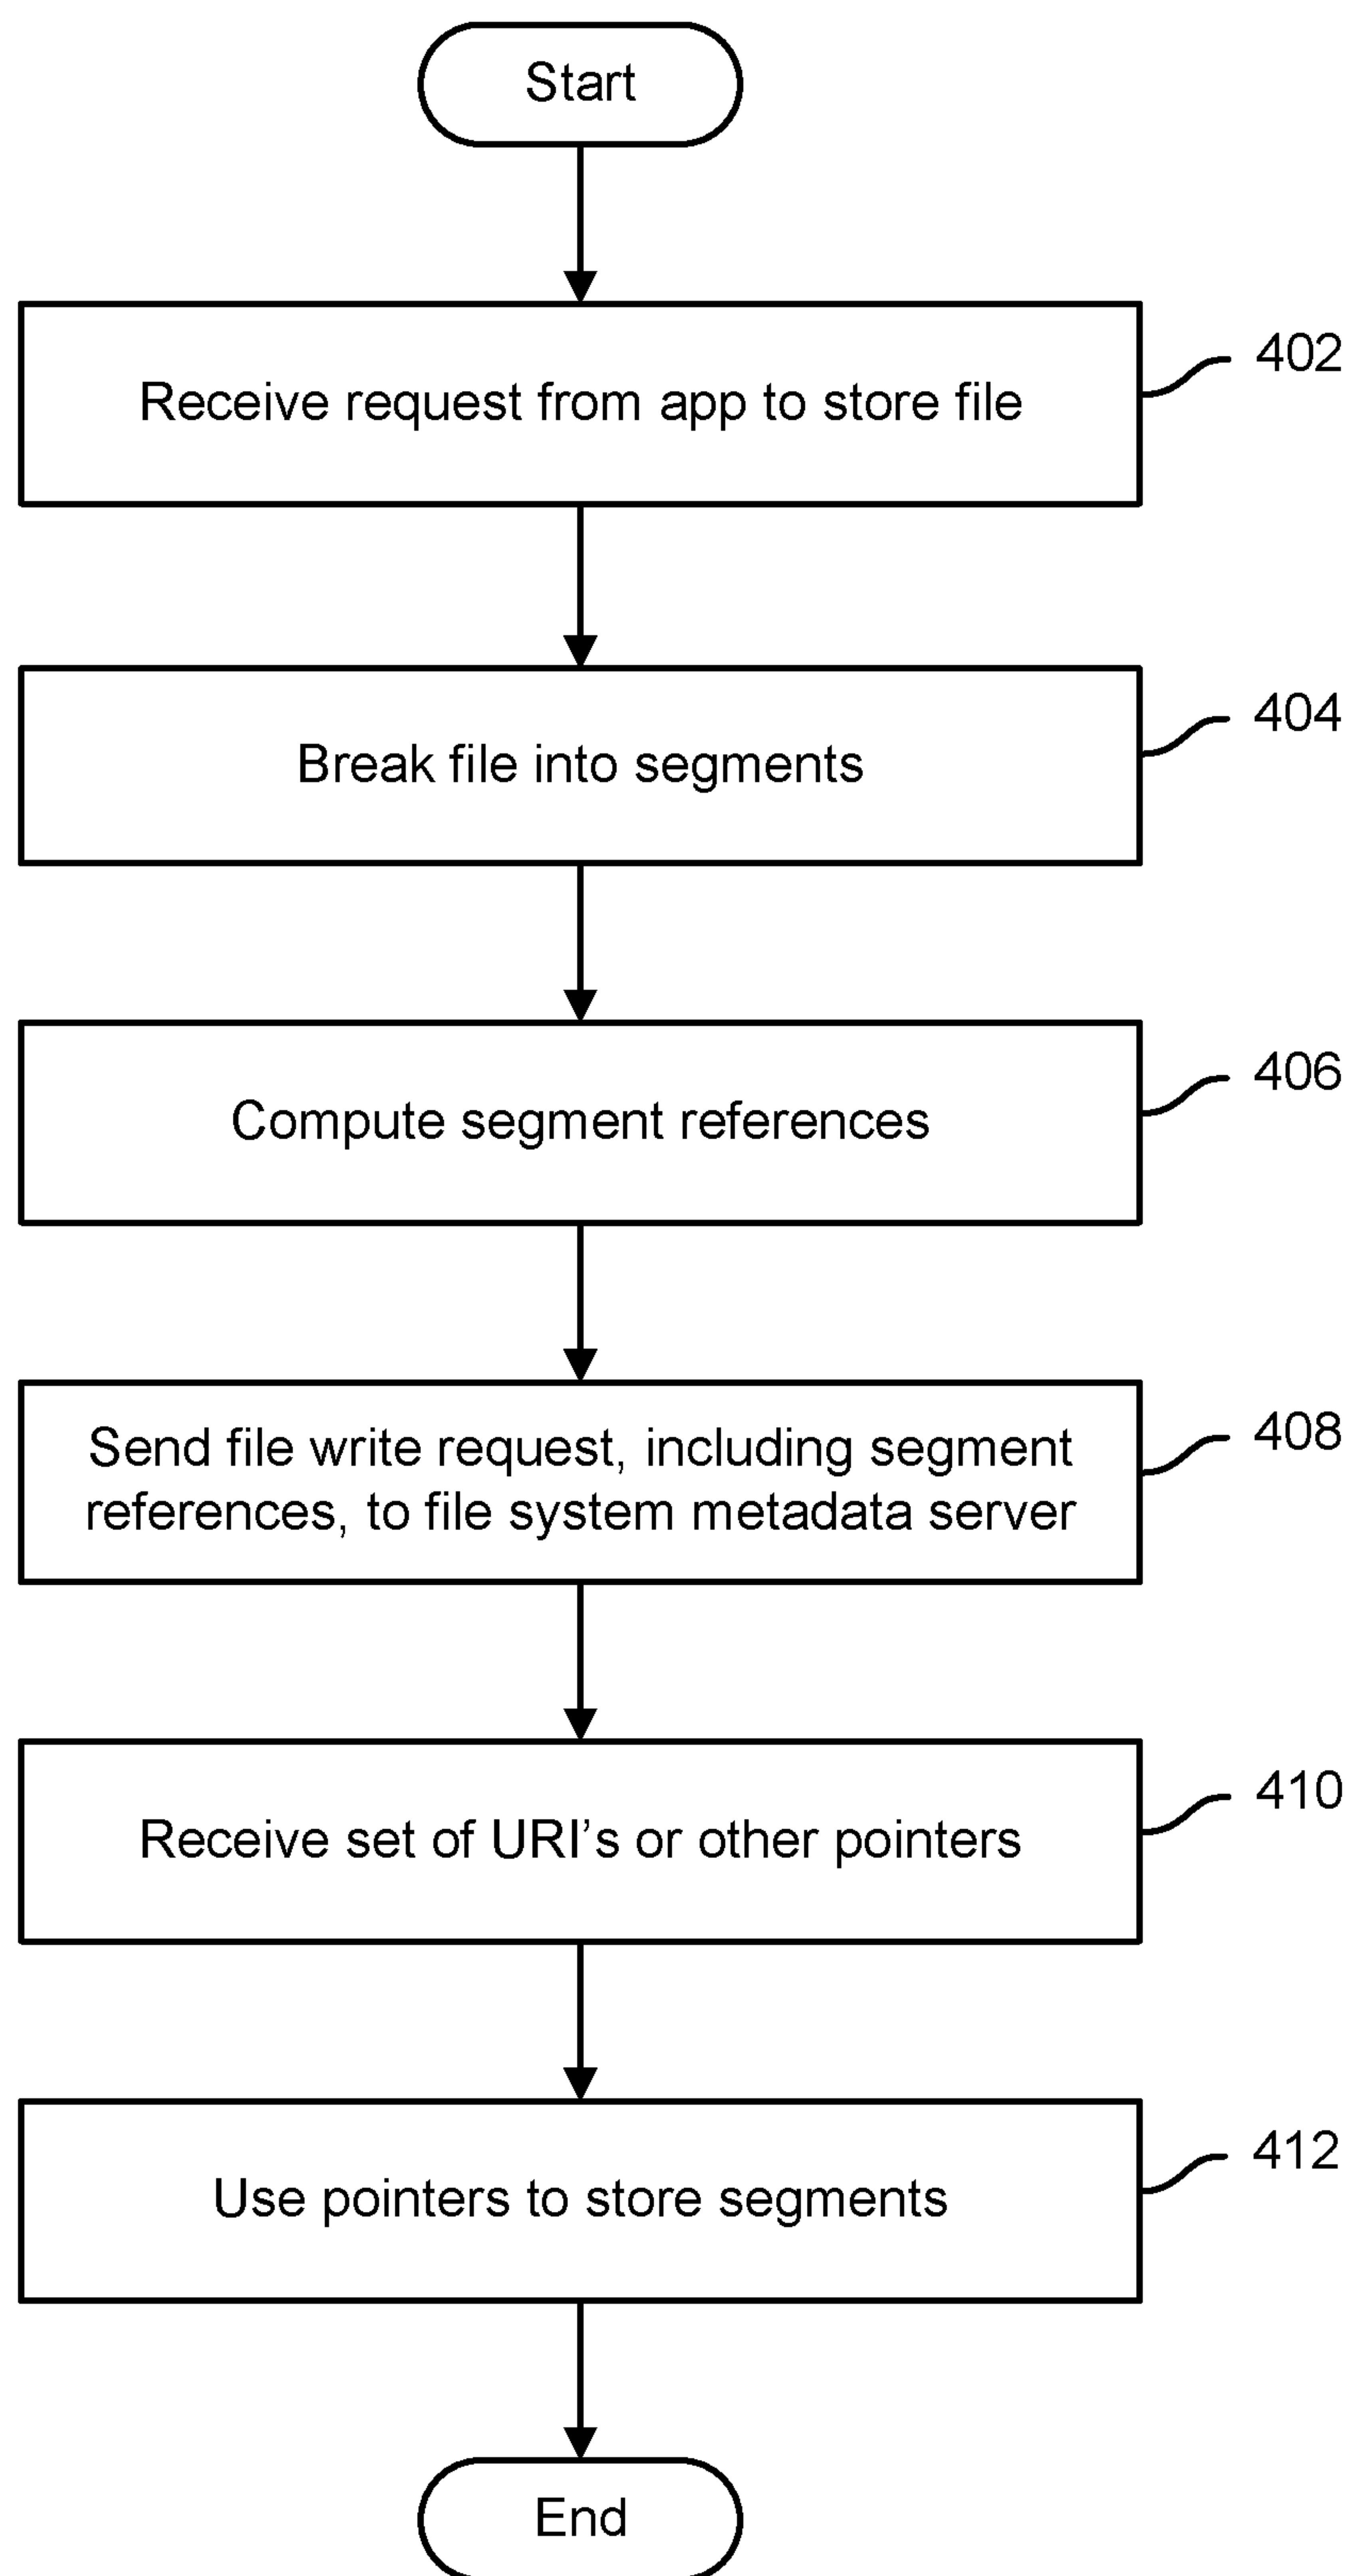 Start
Receive request from app to store file
402
Break file into segments
404
Compute segment references
406
Send file write request, including segment
references, to file system metadata server
408
Receive set of URI’s or other pointers
410
Use pointers to store segments
412
End